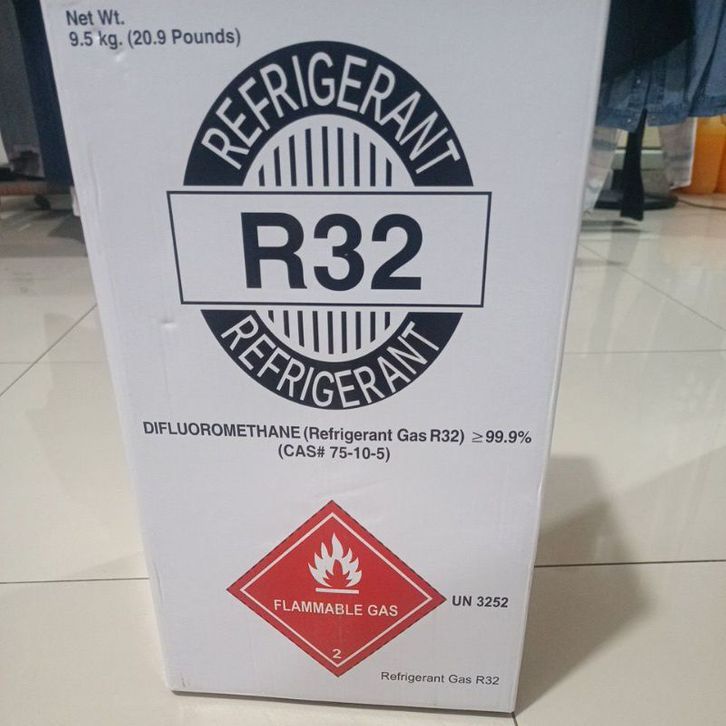 Net Wt.
9.5 kg. (20.9 Pounds)
REFRIGERANT
R32
REFRIGERANT
DIFLUOROMETHANE (Refrigerant Gas R32) ≥99.9%
(CAS# 75-10-5)
FLAMMABLE GAS
UN 3252
2
Refrigerant Gas R32